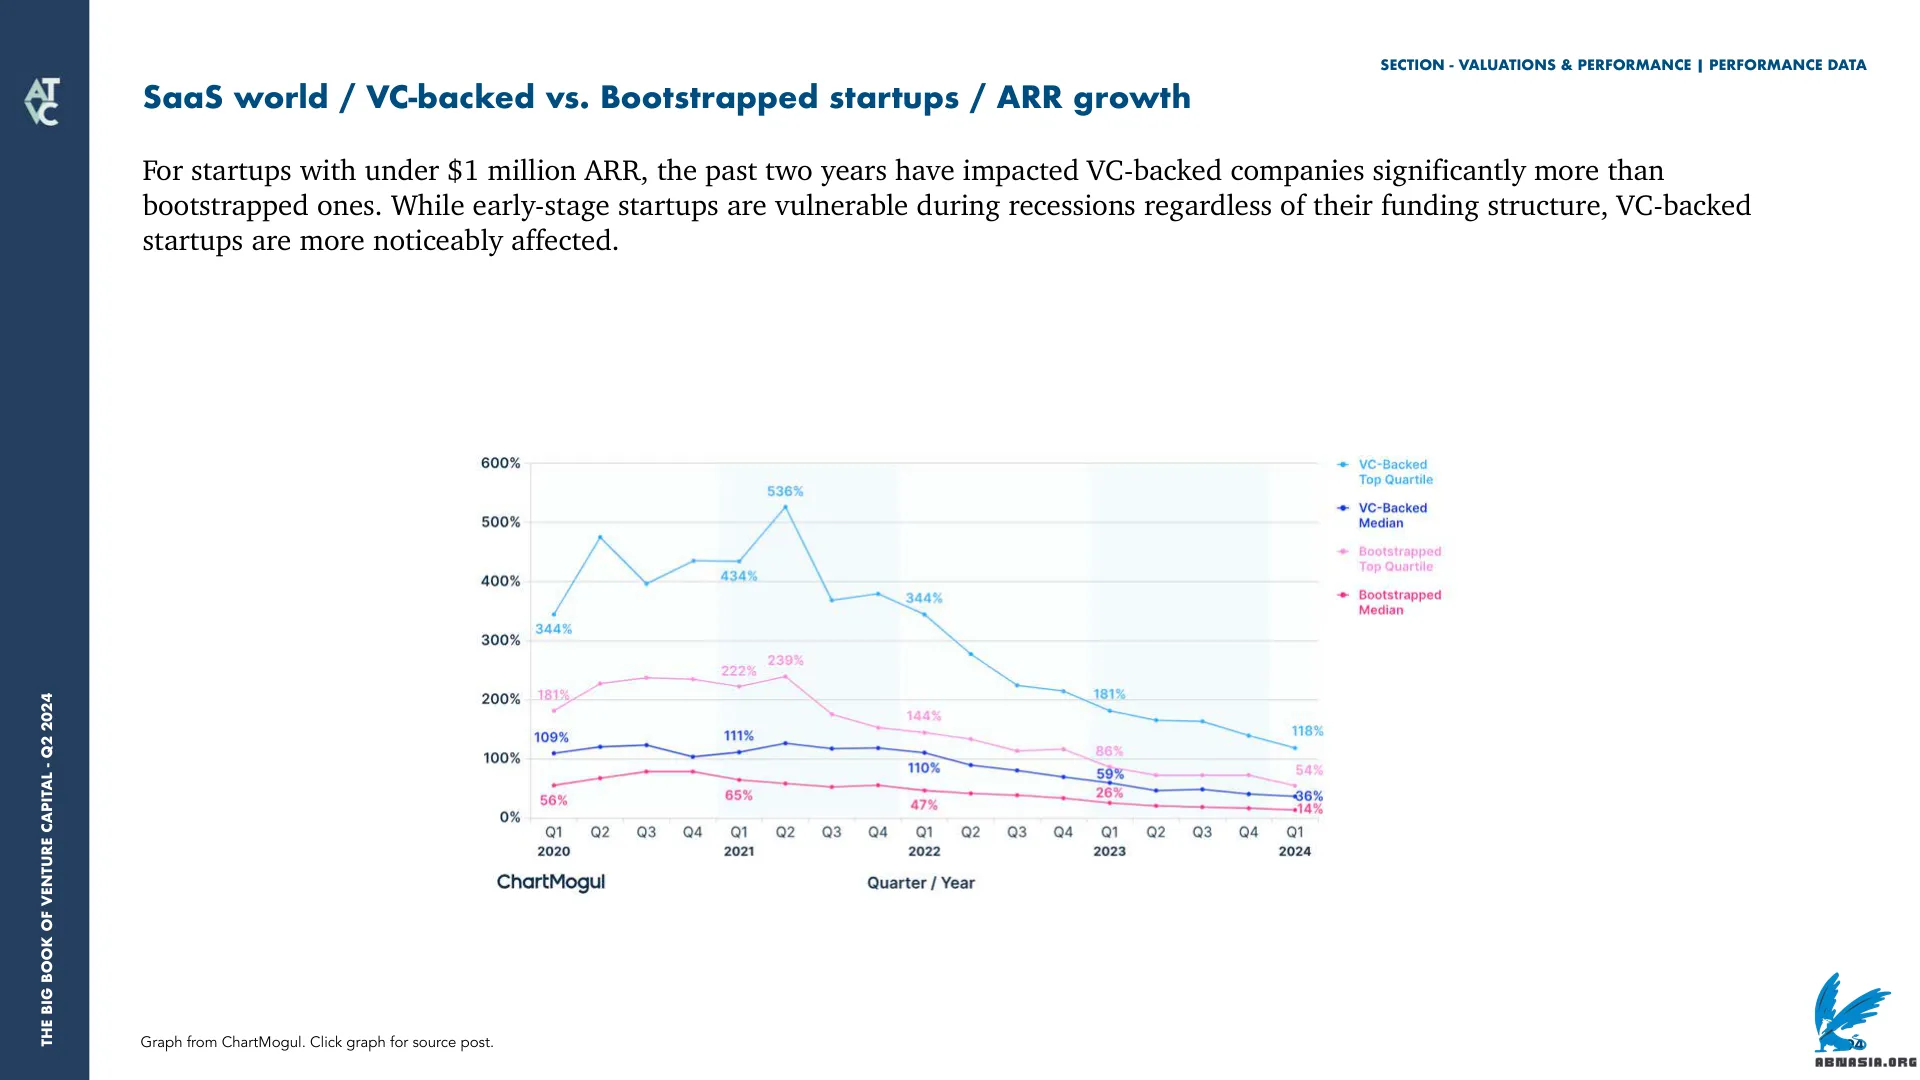 AT
VC
SECTION - VALUATIONS & PERFORMANCE | PERFORMANCE DATA
SaaS world / VC-backed vs. Bootstrapped startups / ARR growth
For startups with under $1 million ARR, the past two years have impacted VC-backed companies significantly more than
bootstrapped ones. While early-stage startups are vulnerable during recessions regardless of their funding structure, VC-backed
startups are more noticeably affected.
600%
500%
400%
300%
200%
100%
0%
344%
434%
536%
344%
181%
118%
181%
222%
239%
144%
86%
54%
109%
111%
110%
59%
36%
56%
65%
47%
26%
14%
Q1 Q2 Q3 Q4 Q1 Q2 Q3 Q4 Q1 Q2 Q3 Q4 Q1 Q2 Q3 Q4 Q1
2020 2021 2022 2023 2024
ChartMogul
Quarter / Year
VC-Backed
Top Quartile
VC-Backed
Median
Bootstrapped
Top Quartile
Bootstrapped
Median
THE BIG BOOK OF VENTURE CAPITAL - Q2 2024
Graph from ChartMogul. Click graph for source post.
ABNASIA.ORG